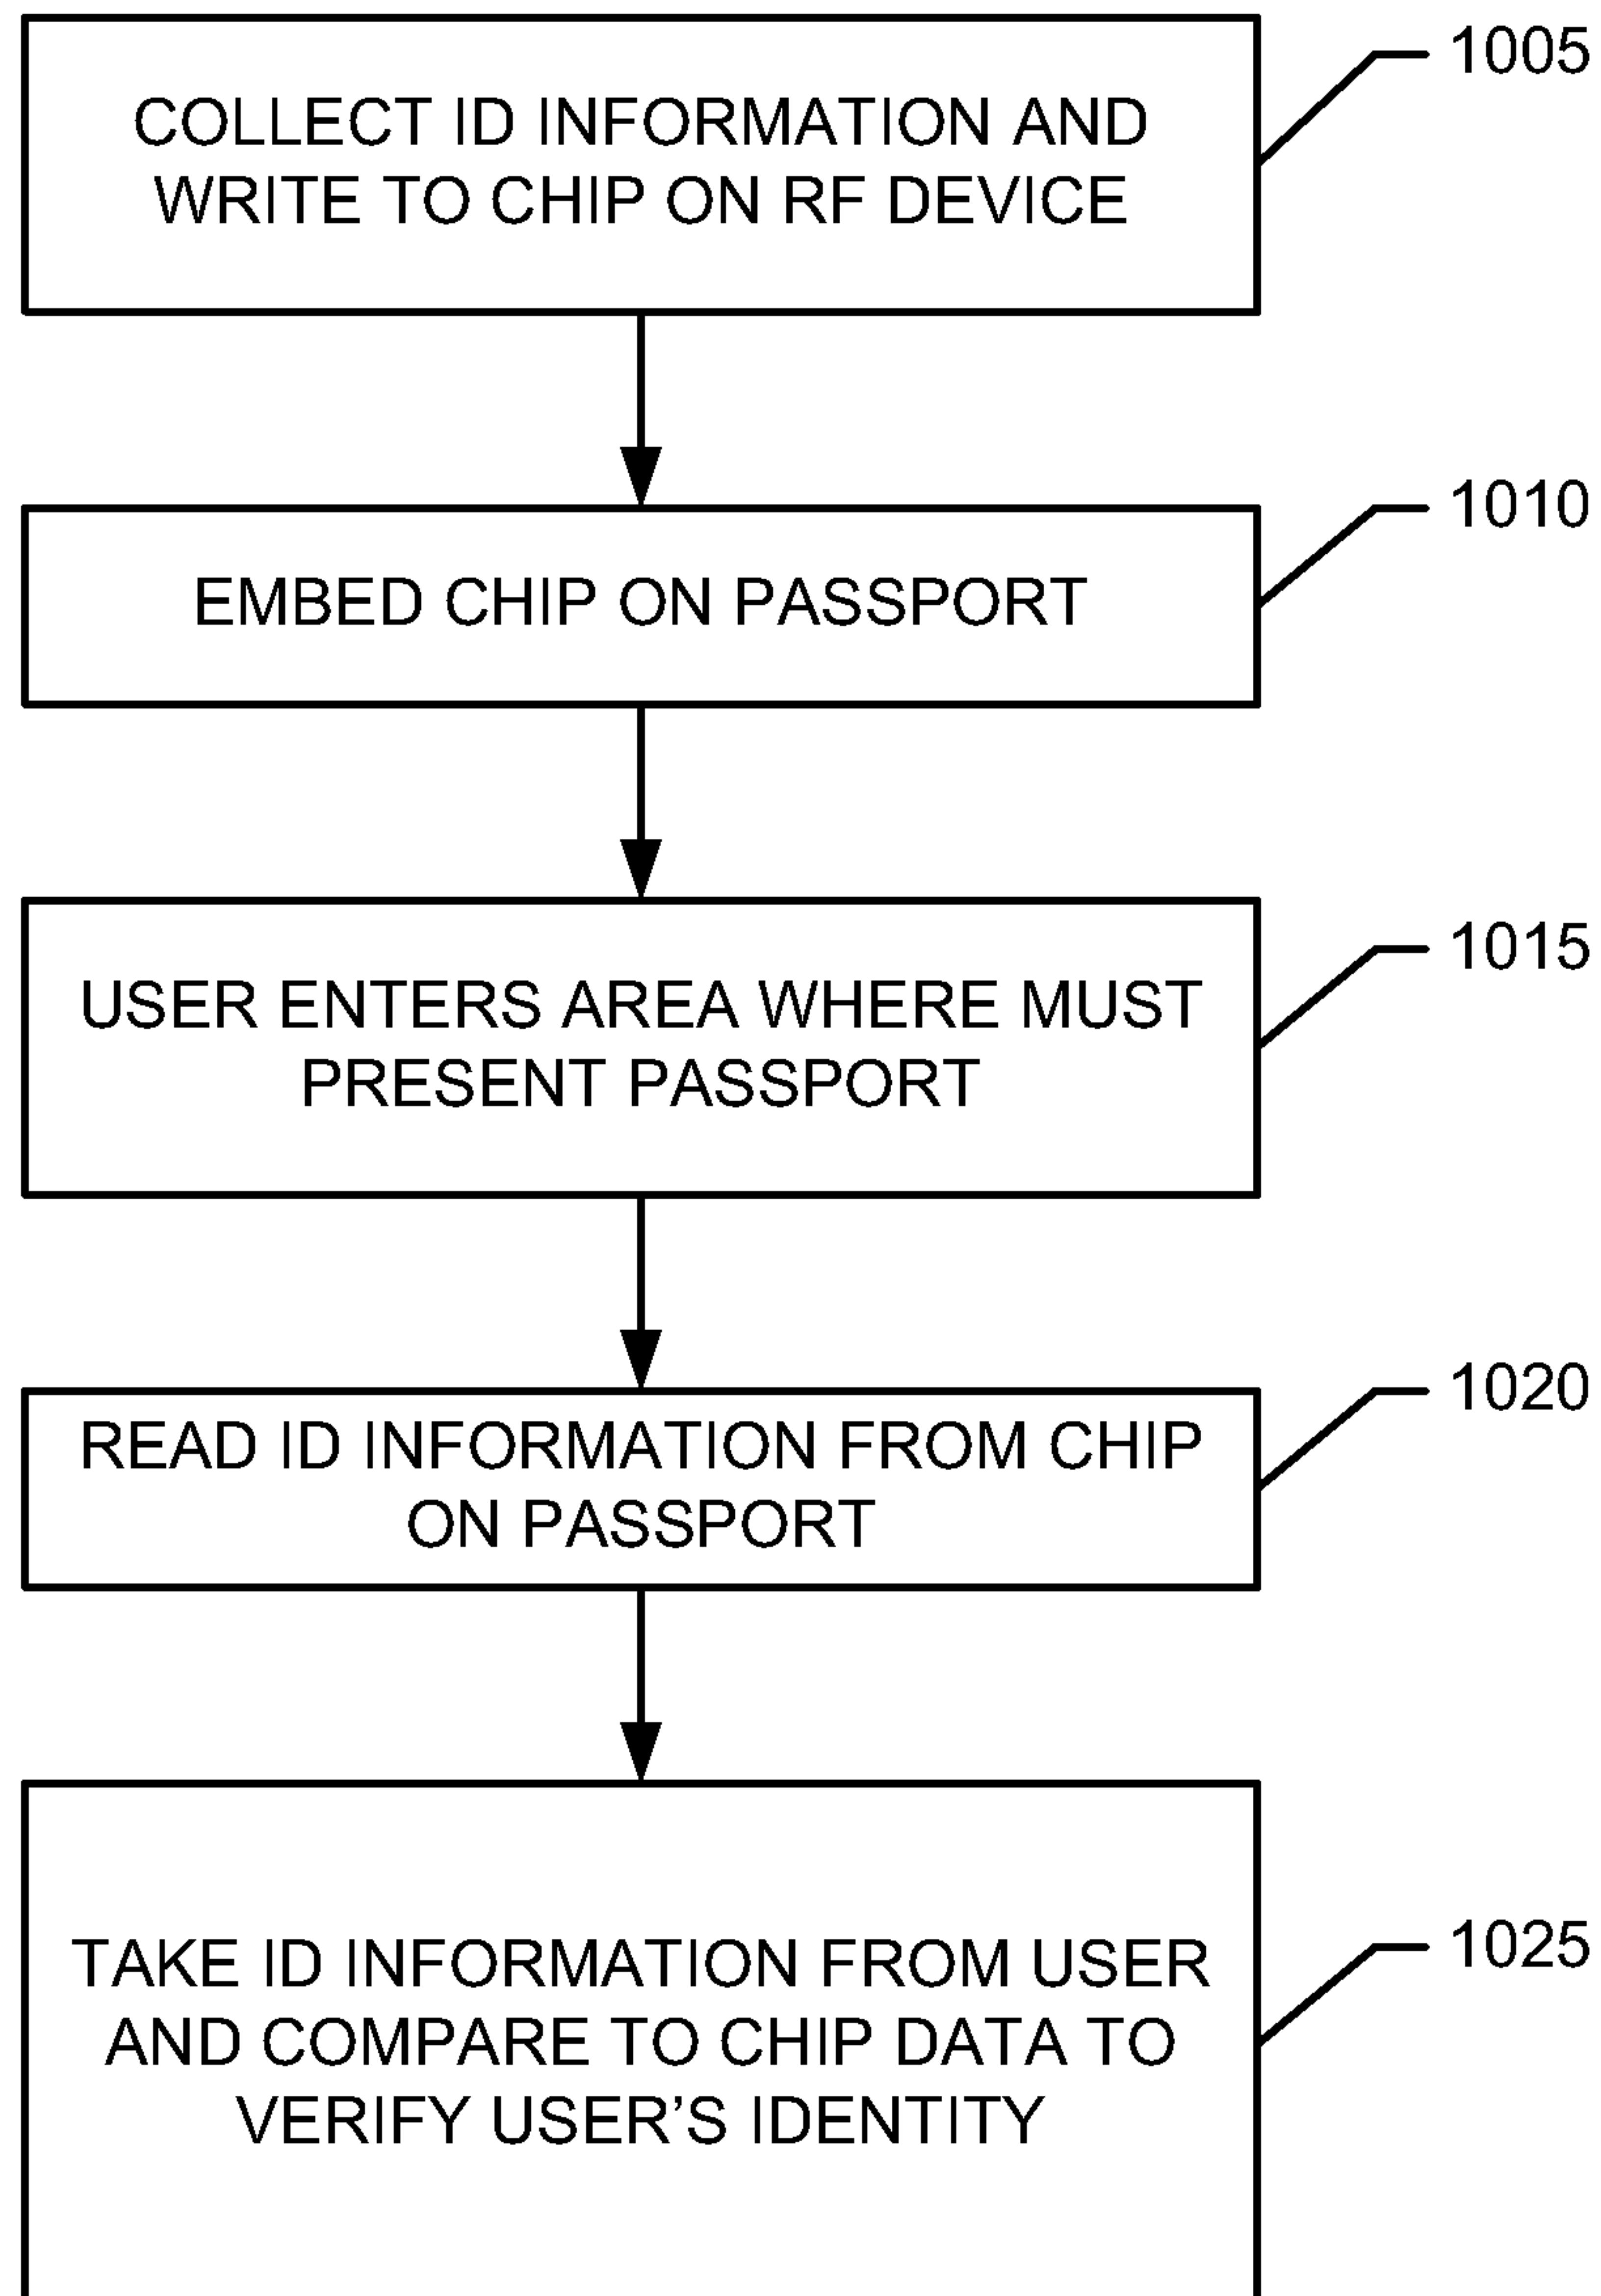 COLLECT ID INFORMATION AND
WRITE TO CHIP ON RF DEVICE
1005
EMBED CHIP ON PASSPORT
1010
USER ENTERS AREA WHERE MUST
PRESENT PASSPORT
1015
READ ID INFORMATION FROM CHIP
ON PASSPORT
1020
TAKE ID INFORMATION FROM USER
AND COMPARE TO CHIP DATA TO
VERIFY USER’S IDENTITY
1025